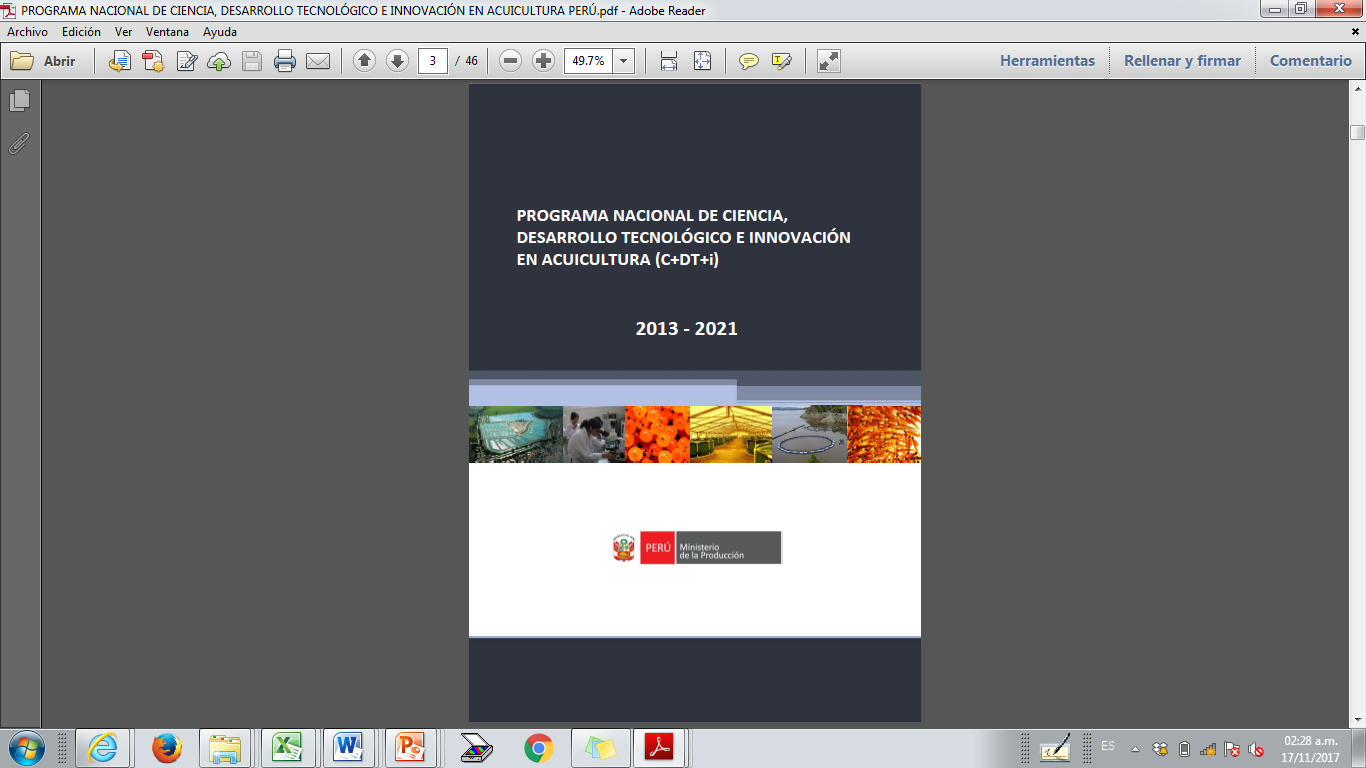 PROGRAMA NACIONAL DE CIENCIA, DESARROLLO TECNOLÓGICO E INNOVACIÓN EN ACUICULTURA PERÚ.pdf - Adobe Reader
Archivo Edición Ver Ventana Ayuda
Abrir 3 / 46 49.7% Herramientas Rellenar y firmar Comentario
PROGRAMA NACIONAL DE CIENCIA,
DESARROLLO TECNOLÓGICO E INNOVACIÓN
EN ACUICULTURA (C+DT+i)
2013 - 2021
PERÚ Ministerio
de la Producción
ES 02:28 a.m.
17/11/2017